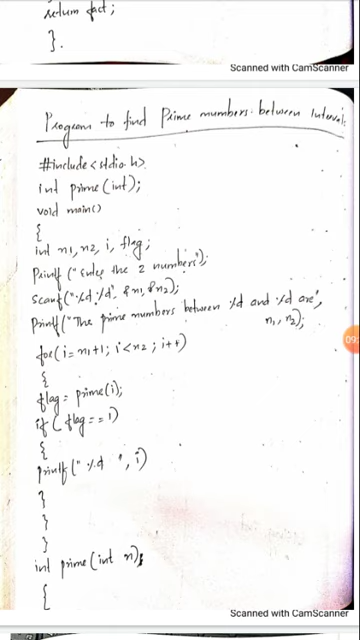 return fact;
}.
Scanned with CamScanner
Program to find Prime numbers between Intervals
#include<stdio.h>
int prime(int);
void main()
{
int n1, n2, i, flag;
Printf ("Enter the 2 numbers");
Scanf("%d %d", &n1, &n2);
Printf("The prime numbers between %d and %d are",
n1, n2);
for(i=n1+1; i<n2; i++)
{
flag = prime(i);
if (flag == 1)
{
printf(" %d ", i)
}
}
}
int prime(int n);
{
Scanned with CamScanner